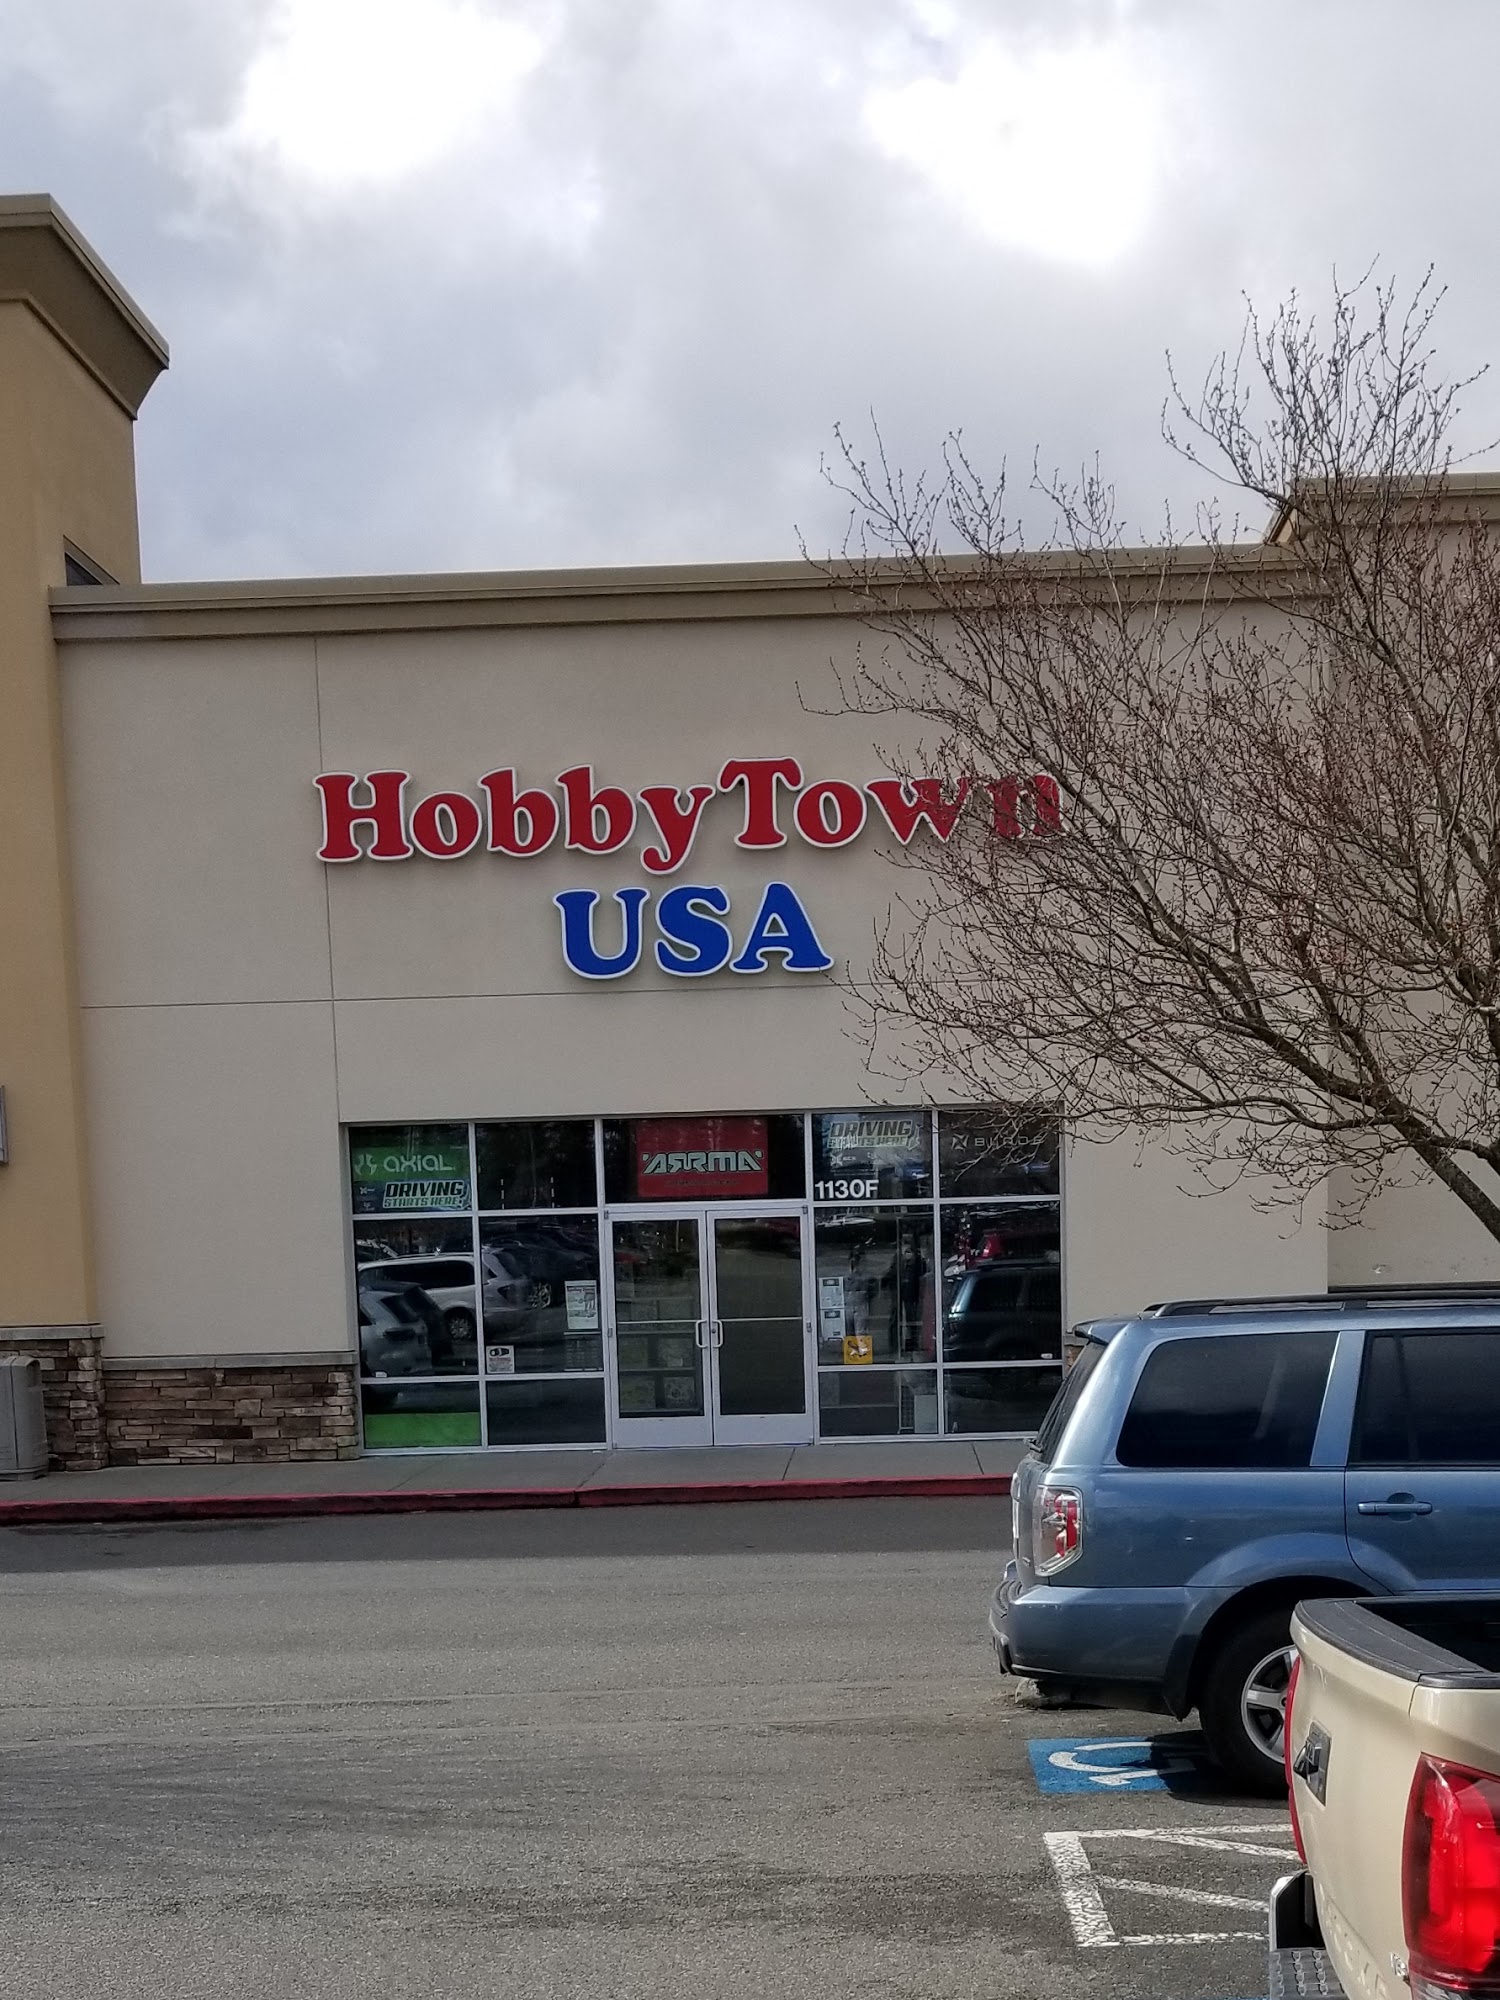 HobbyTown
USA
axiaL
DRIVING
STARTS HERE
ARRMA
DRIVING
STARTS HERE
1130F